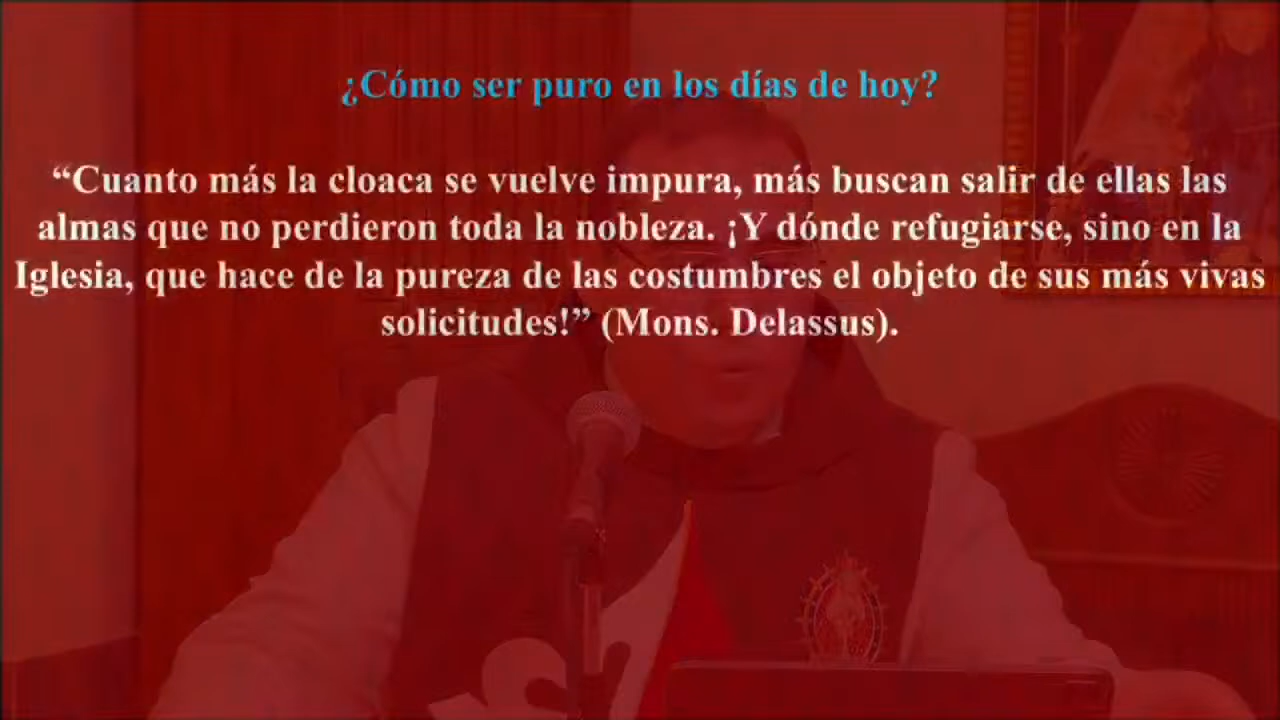 ¿Cómo ser puro en los días de hoy?
“Cuanto más la cloaca se vuelve impura, más buscan salir de ellas las
almas que no perdieron toda la nobleza. ¡Y dónde refugiarse, sino en la
Iglesia, que hace de la pureza de las costumbres el objeto de sus más vivas
solicitudes!” (Mons. Delassus).